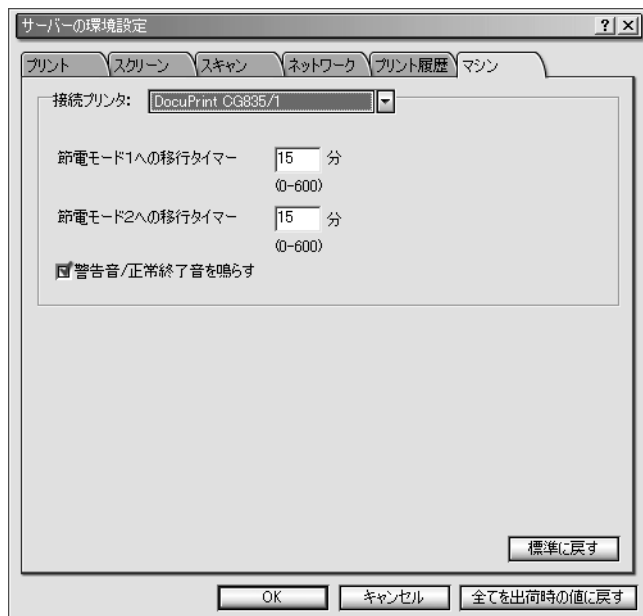 サーバーの環境設定
プリント スクリーン スキャン ネットワーク プリント履歴 マシン
接続プリンタ: DocuPrint CG835/1
節電モード1への移行タイマー 15 分
(0-600)
節電モード2への移行タイマー 15 分
(0-600)
警告音/正常終了音を鳴らす
標準に戻す
OK キャンセル 全てを出荷時の値に戻す